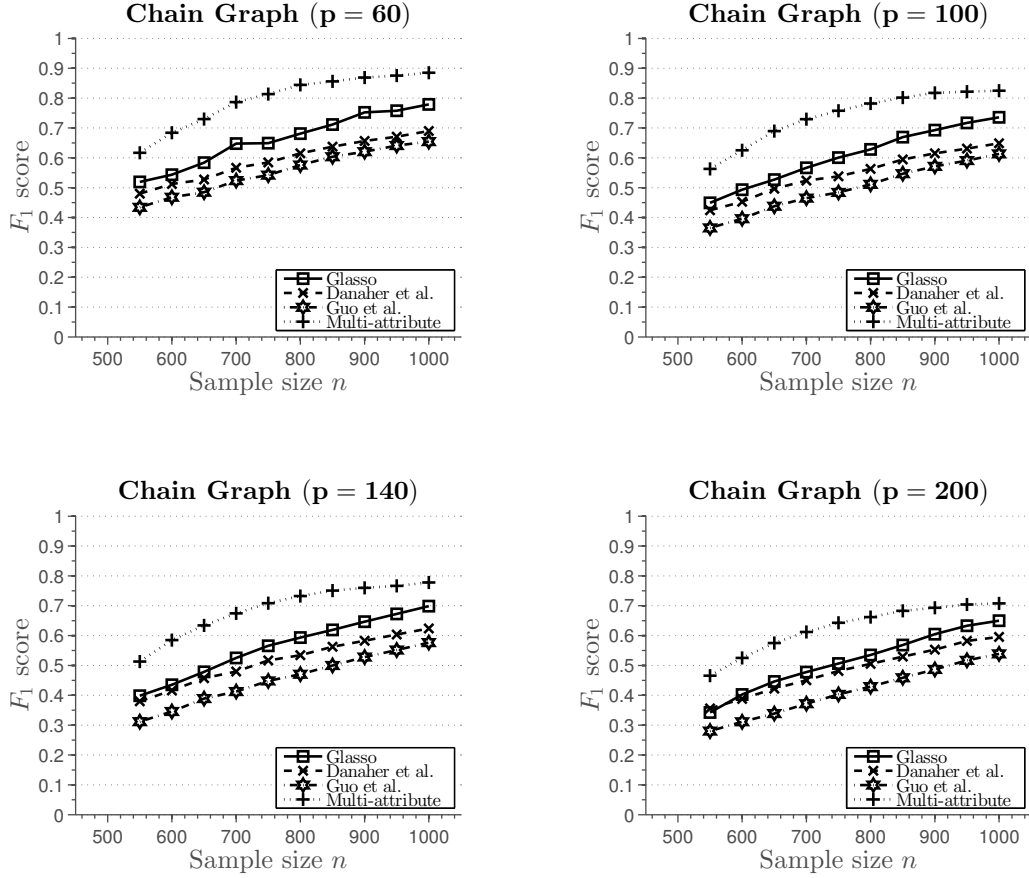 Chain Graph (p = 60)
1
0.9
0.8
0.7
0.6
0.5
0.4
0.3
0.2
0.1
0
F1 score
Glasso
Danaher et al.
Guo et al.
Multi-attribute
500 600 700 800 900 1000
Sample size n
Chain Graph (p = 100)
1
0.9
0.8
0.7
0.6
0.5
0.4
0.3
0.2
0.1
0
F1 score
Glasso
Danaher et al.
Guo et al.
Multi-attribute
500 600 700 800 900 1000
Sample size n
Chain Graph (p = 140)
1
0.9
0.8
0.7
0.6
0.5
0.4
0.3
0.2
0.1
0
F1 score
Glasso
Danaher et al.
Guo et al.
Multi-attribute
500 600 700 800 900 1000
Sample size n
Chain Graph (p = 200)
1
0.9
0.8
0.7
0.6
0.5
0.4
0.3
0.2
0.1
0
F1 score
Glasso
Danaher et al.
Guo et al.
Multi-attribute
500 600 700 800 900 1000
Sample size n